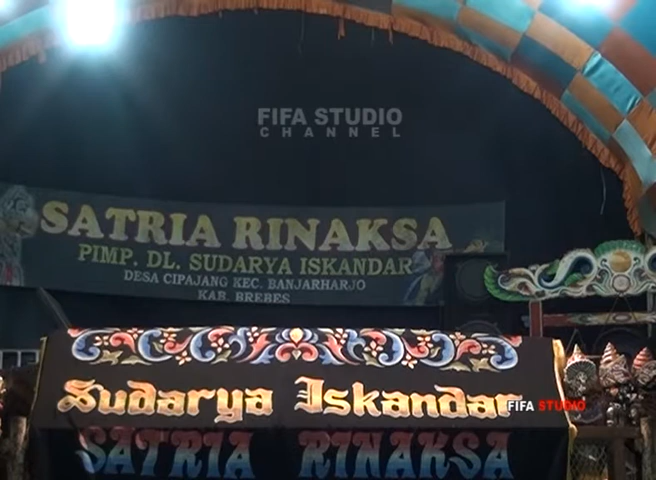 FIFA STUDIO
CHANNEL
SATRIA RINAKSA
PIMP. DL. SUDARYA ISKANDAR
DESA CIPAJANG KEC. BANJARHARJO
KAB. BREBES
Sudarya Iskandar
FIFA STUDIO
SATRIA RINAKSA